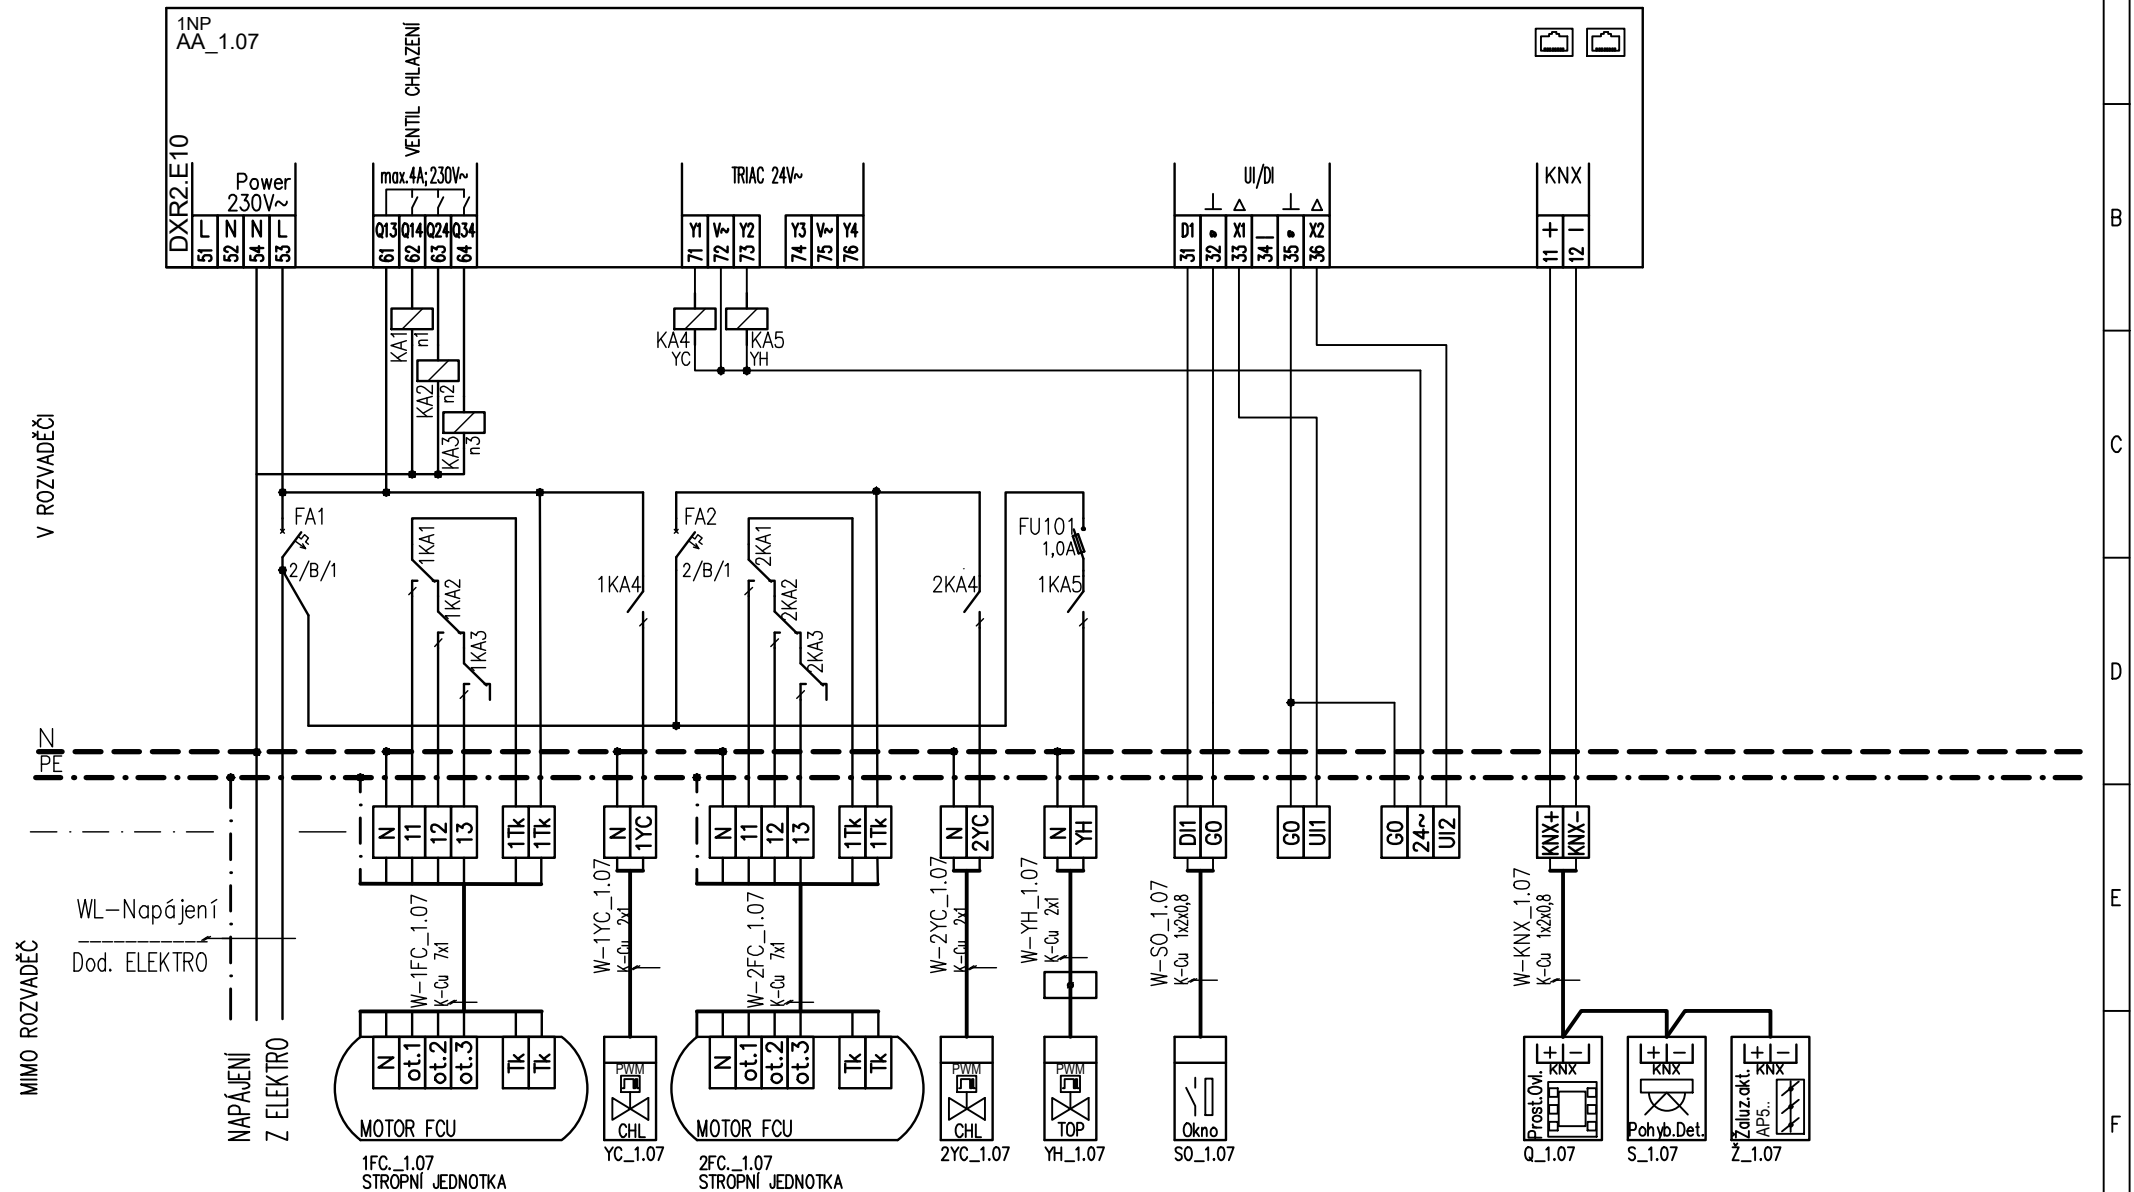 1NP
AA_1.07
DXR2.E10
VENTIL CHLAZENÍ
Power
230V~
max.4A;230V~
TRIAC 24V~
UI/DI
KNX
L N N L
51 52 54 53
Q13 Q14 Q24 Q34
61 62 63 64
Y1 V~ Y2
71 72 73
Y3 V~ Y4
74 75 76
D1 X1 X2
31 32 33 34 35 36
+ −
11 12
B
C
D
E
F
KA1
n1
KA2
n2
KA3
n3
KA4
YC
KA5
YH
V ROZVADĚČI
FA1
2/B/1
1KA1
1KA2
1KA3
1KA4
FA2
2/B/1
2KA1
2KA2
2KA3
2KA4
FU101
1,0A
1KA5
N
PE
N 11 12 13 1Tk 1Tk
N 1YC
N 11 12 13 1Tk 1Tk
N 2YC
N YH
DI1 G0
G0 UI1
G0 24~ UI2
KNX+ KNX-
WL-Napájení
Dod. ELEKTRO
MIMO ROZVADĚČ
NAPÁJENÍ
Z ELEKTRO
W-1FC_1.07
K-Cu 7x1
W-1YC_1.07
K-Cu 2x1
W-2FC_1.07
K-Cu 7x1
W-2YC_1.07
K-Cu 2x1
W-YH_1.07
K-Cu 2x1
W-SO_1.07
K-Cu 1x2x0,8
W-KNX_1.07
K-Cu 1x2x0,8
N ot.1 ot.2 ot.3 Tk Tk
MOTOR FCU
1FC._1.07
STROPNÍ JEDNOTKA
PWM
CHL
YC_1.07
N ot.1 ot.2 ot.3 Tk Tk
MOTOR FCU
2FC._1.07
STROPNÍ JEDNOTKA
PWM
CHL
2YC_1.07
PWM
TOP
YH_1.07
Okno
SO_1.07
+ −
KNX
Prost.Ovl.
Q_1.07
+ −
KNX
Pohyb.Det.
S_1.07
+ −
KNX
Žaluz.akt.
AP5..
Ž_1.07